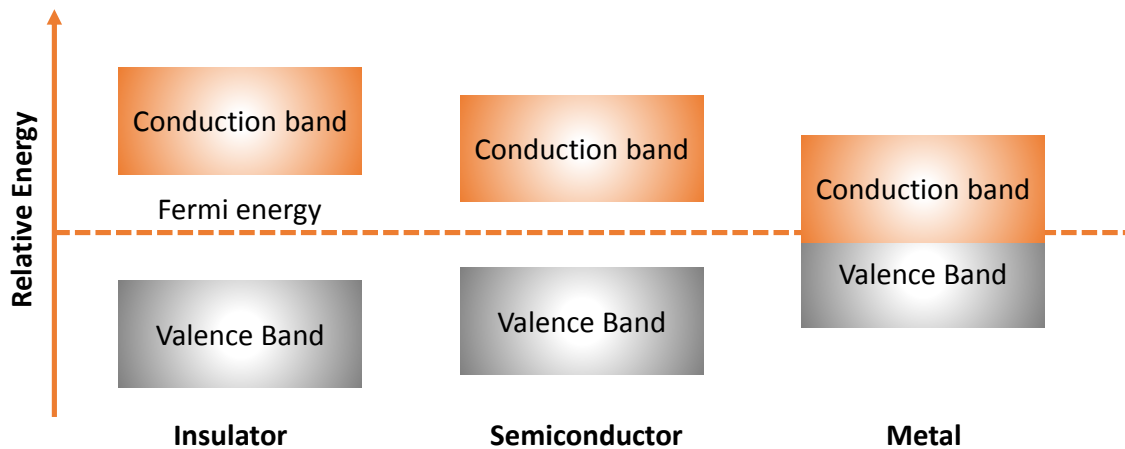 Relative Energy
Conduction band
Conduction band
Conduction band
Fermi energy
Valence Band
Valence Band
Valence Band
Insulator
Semiconductor
Metal